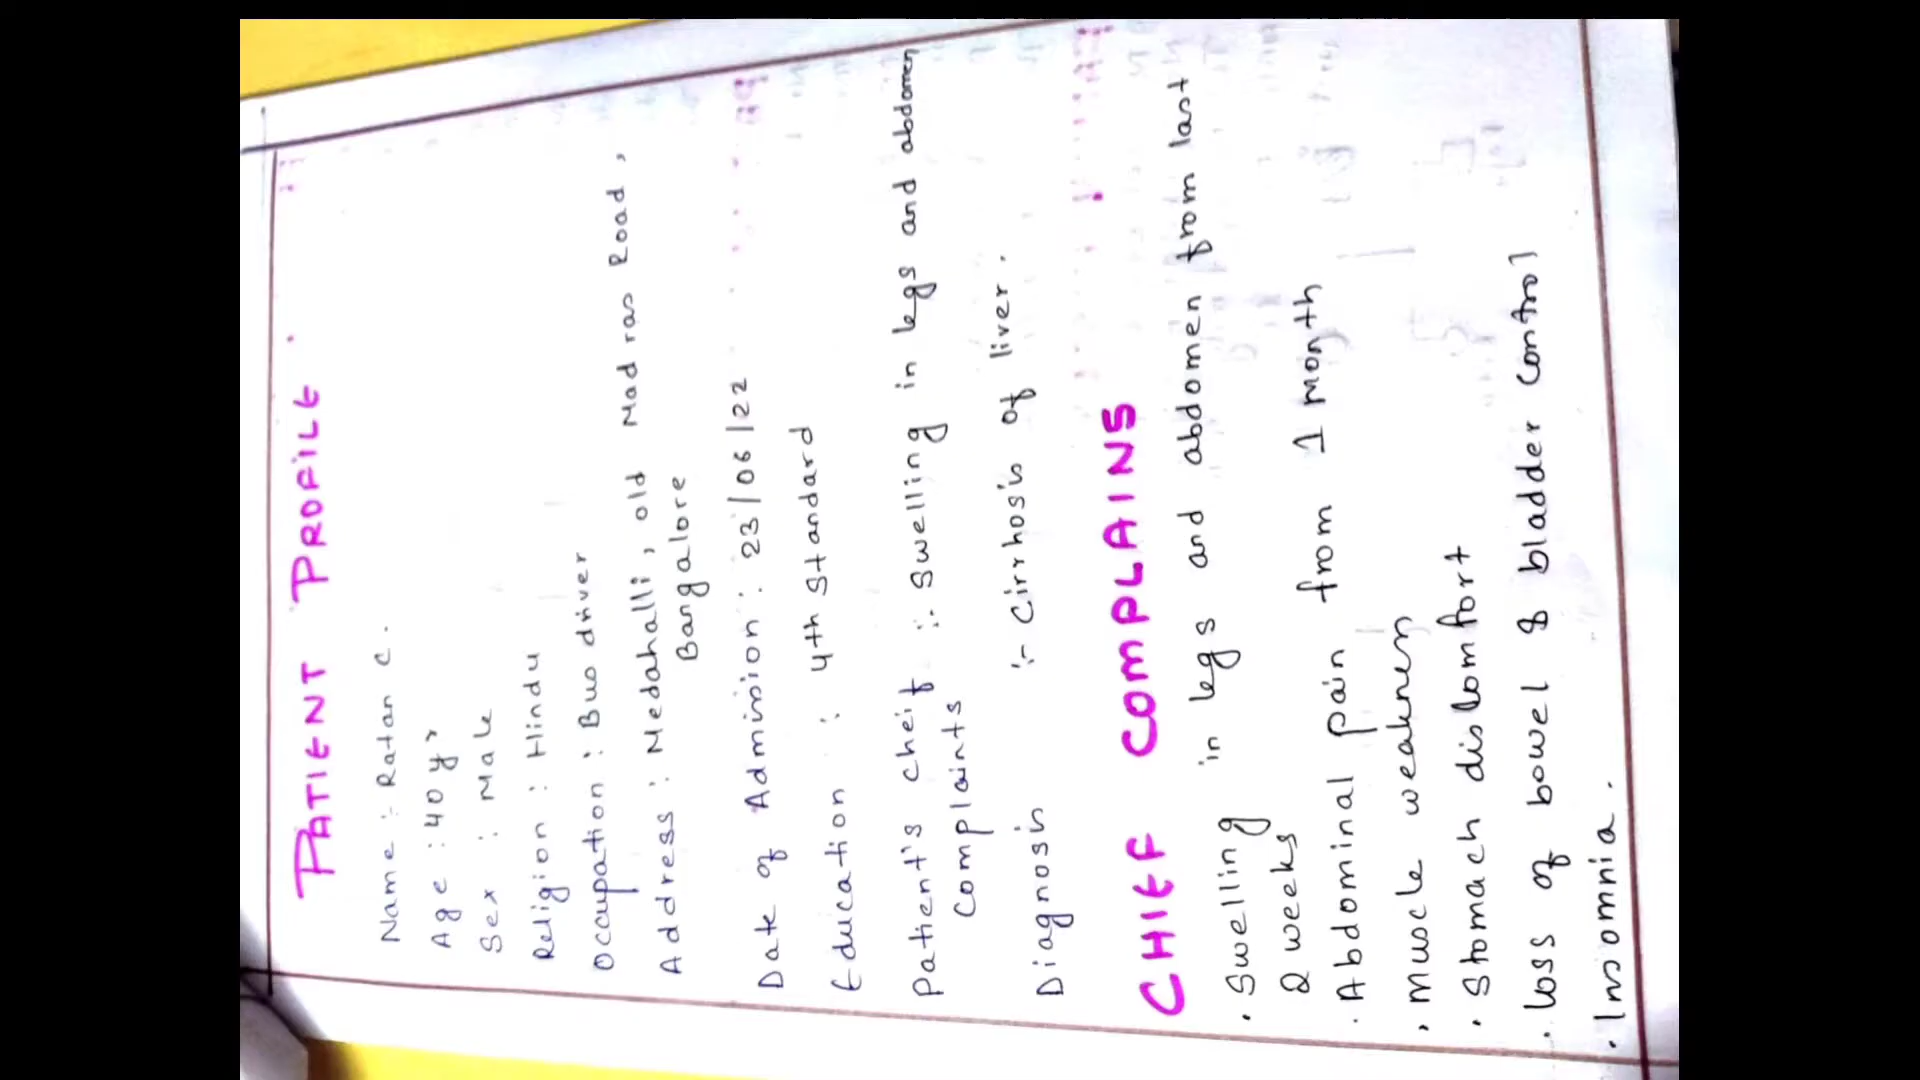 PATIENT PROFILE
Name :- Ratan C.
Age : 40 yr
Sex : Male
Religion : Hindu
Occupation : Bus driver
Address : Medahalli, old Madras Road,
Bangalore
Date of Admission : 23/06/22
Education : 4th Standard
Patient's cheif :- Swelling in legs and abdomen
complaints
Diagnosis :- Cirrhosis of liver.
CHIEF COMPLAINS
• Swelling in legs and abdomen from last
2 weeks
• Abdominal pain from 1 month
• Muscle weakness
• Stomach discomfort
• loss of bowel & bladder control
• Insomnia.